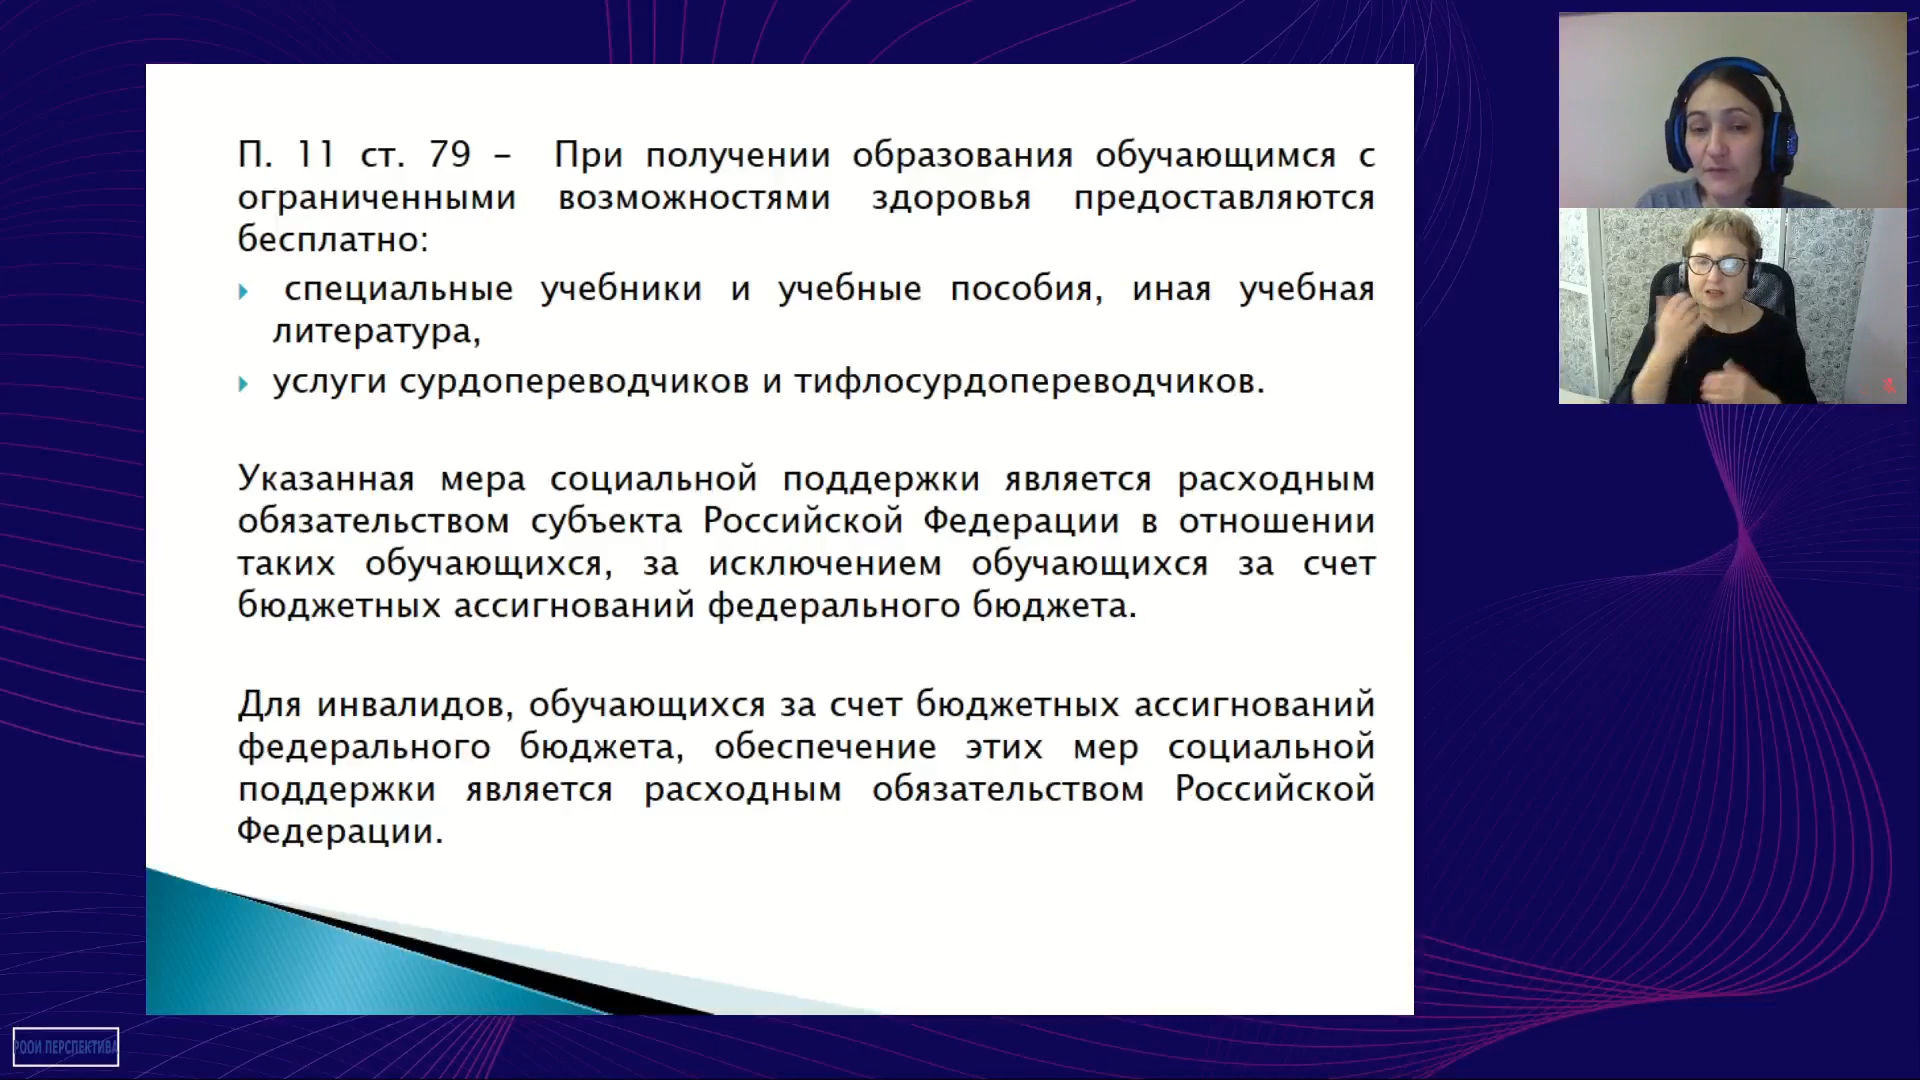 П. 11 ст. 79 – При получении образования обучающимся с
ограниченными возможностями здоровья предоставляются
бесплатно:
специальные учебники и учебные пособия, иная учебная
литература,
услуги сурдопереводчиков и тифлосурдопереводчиков.
Указанная мера социальной поддержки является расходным
обязательством субъекта Российской Федерации в отношении
таких обучающихся, за исключением обучающихся за счет
бюджетных ассигнований федерального бюджета.
Для инвалидов, обучающихся за счет бюджетных ассигнований
федерального бюджета, обеспечение этих мер социальной
поддержки является расходным обязательством Российской
Федерации.
РООИ ПЕРСПЕКТИВА